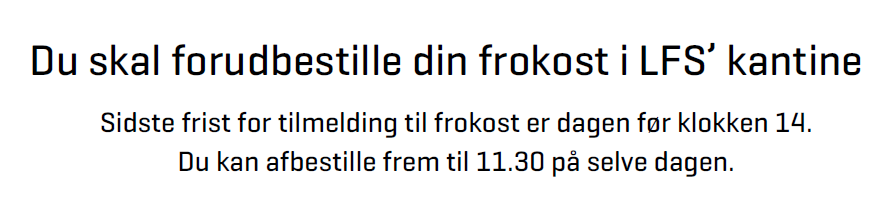 Du skal forudbestille din frokost i LFS’ kantine
Sidste frist for tilmelding til frokost er dagen før klokken 14.
Du kan afbestille frem til 11.30 på selve dagen.